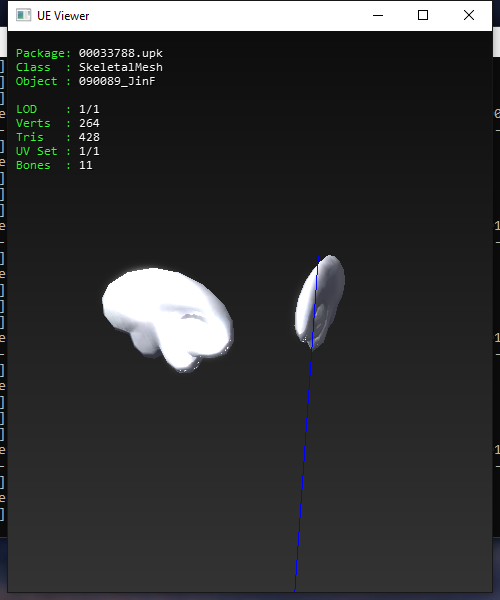 UE Viewer
Package: 00033788.upk
Class : SkeletalMesh
Object : 090089_JinF
LOD : 1/1
Verts : 264
Tris : 428
UV Set : 1/1
Bones : 11